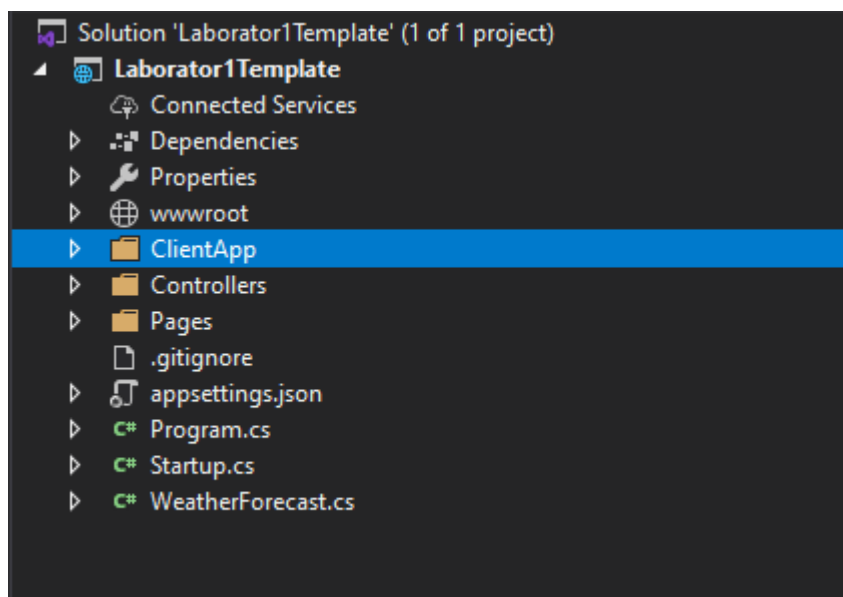 Solution 'Laborator1Template' (1 of 1 project)
Laborator1Template
Connected Services
Dependencies
Properties
wwwroot
ClientApp
Controllers
Pages
.gitignore
appsettings.json
C# Program.cs
C# Startup.cs
C# WeatherForecast.cs